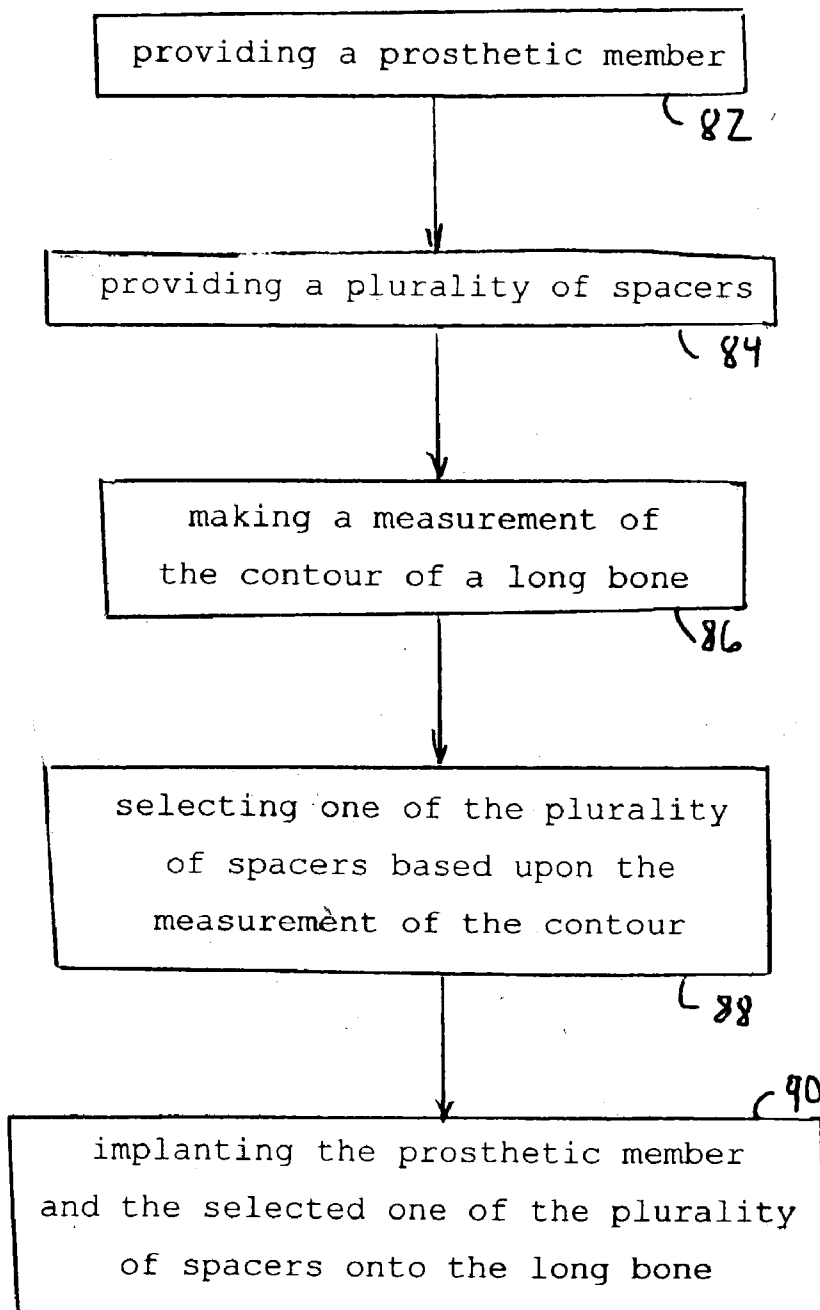 providing a prosthetic member
82
providing a plurality of spacers
84
making a measurement of
the contour of a long bone
86
selecting one of the plurality
of spacers based upon the
measurement of the contour
88
90
implanting the prosthetic member
and the selected one of the plurality
of spacers onto the long bone